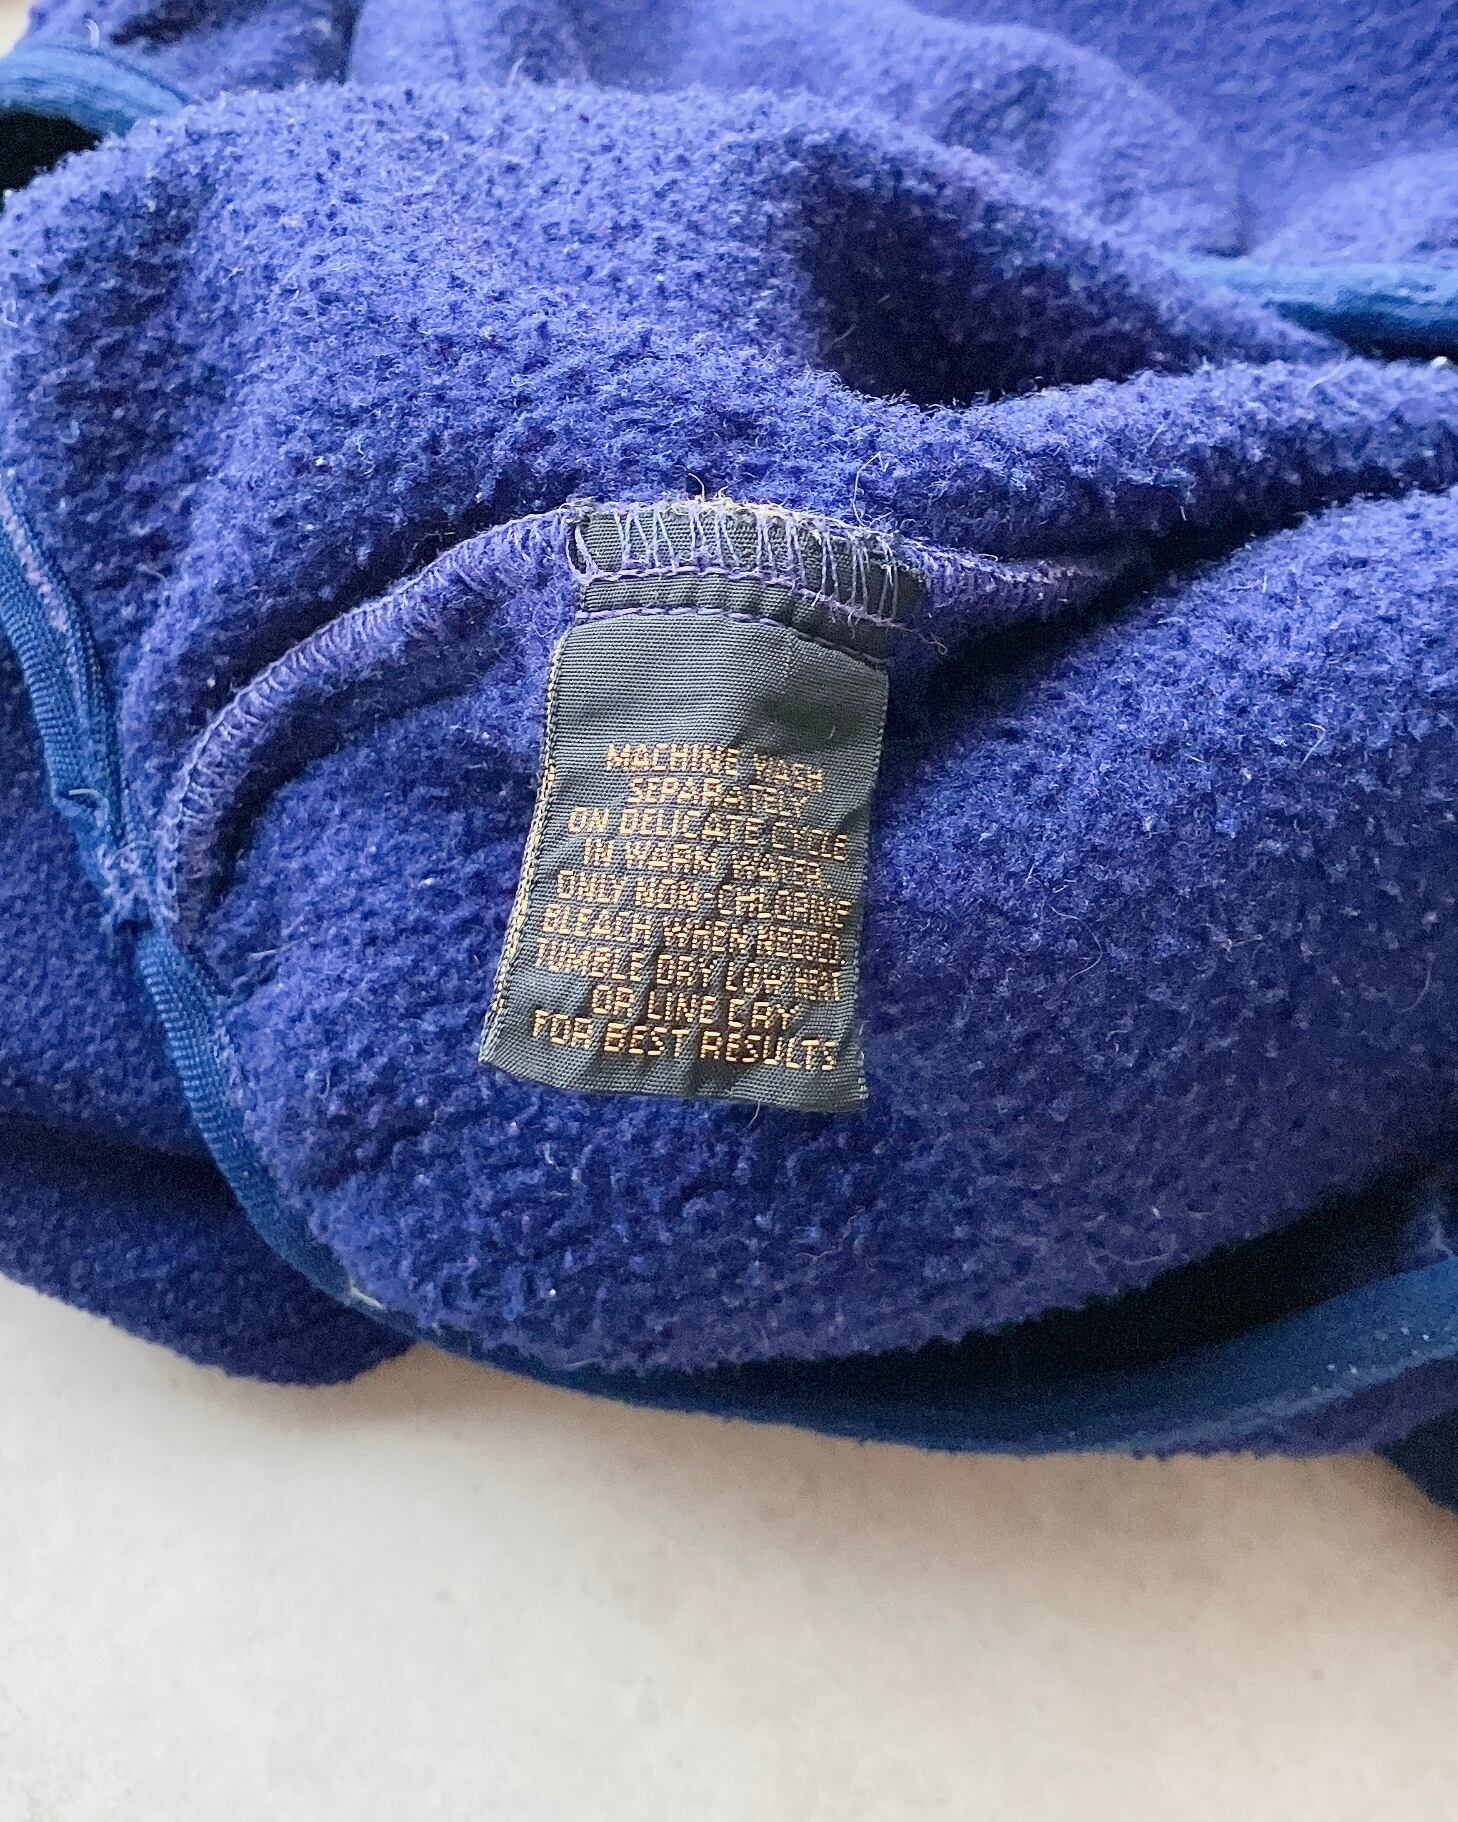 MACHINE WASH
SEPARATELY
ON DELICATE CYCLE
IN WARM WATER.
ONLY NON-CHLORINE
BLEACH WHEN NEEDED.
TUMBLE DRY LOW HEAT
OR LINE DRY
FOR BEST RESULTS